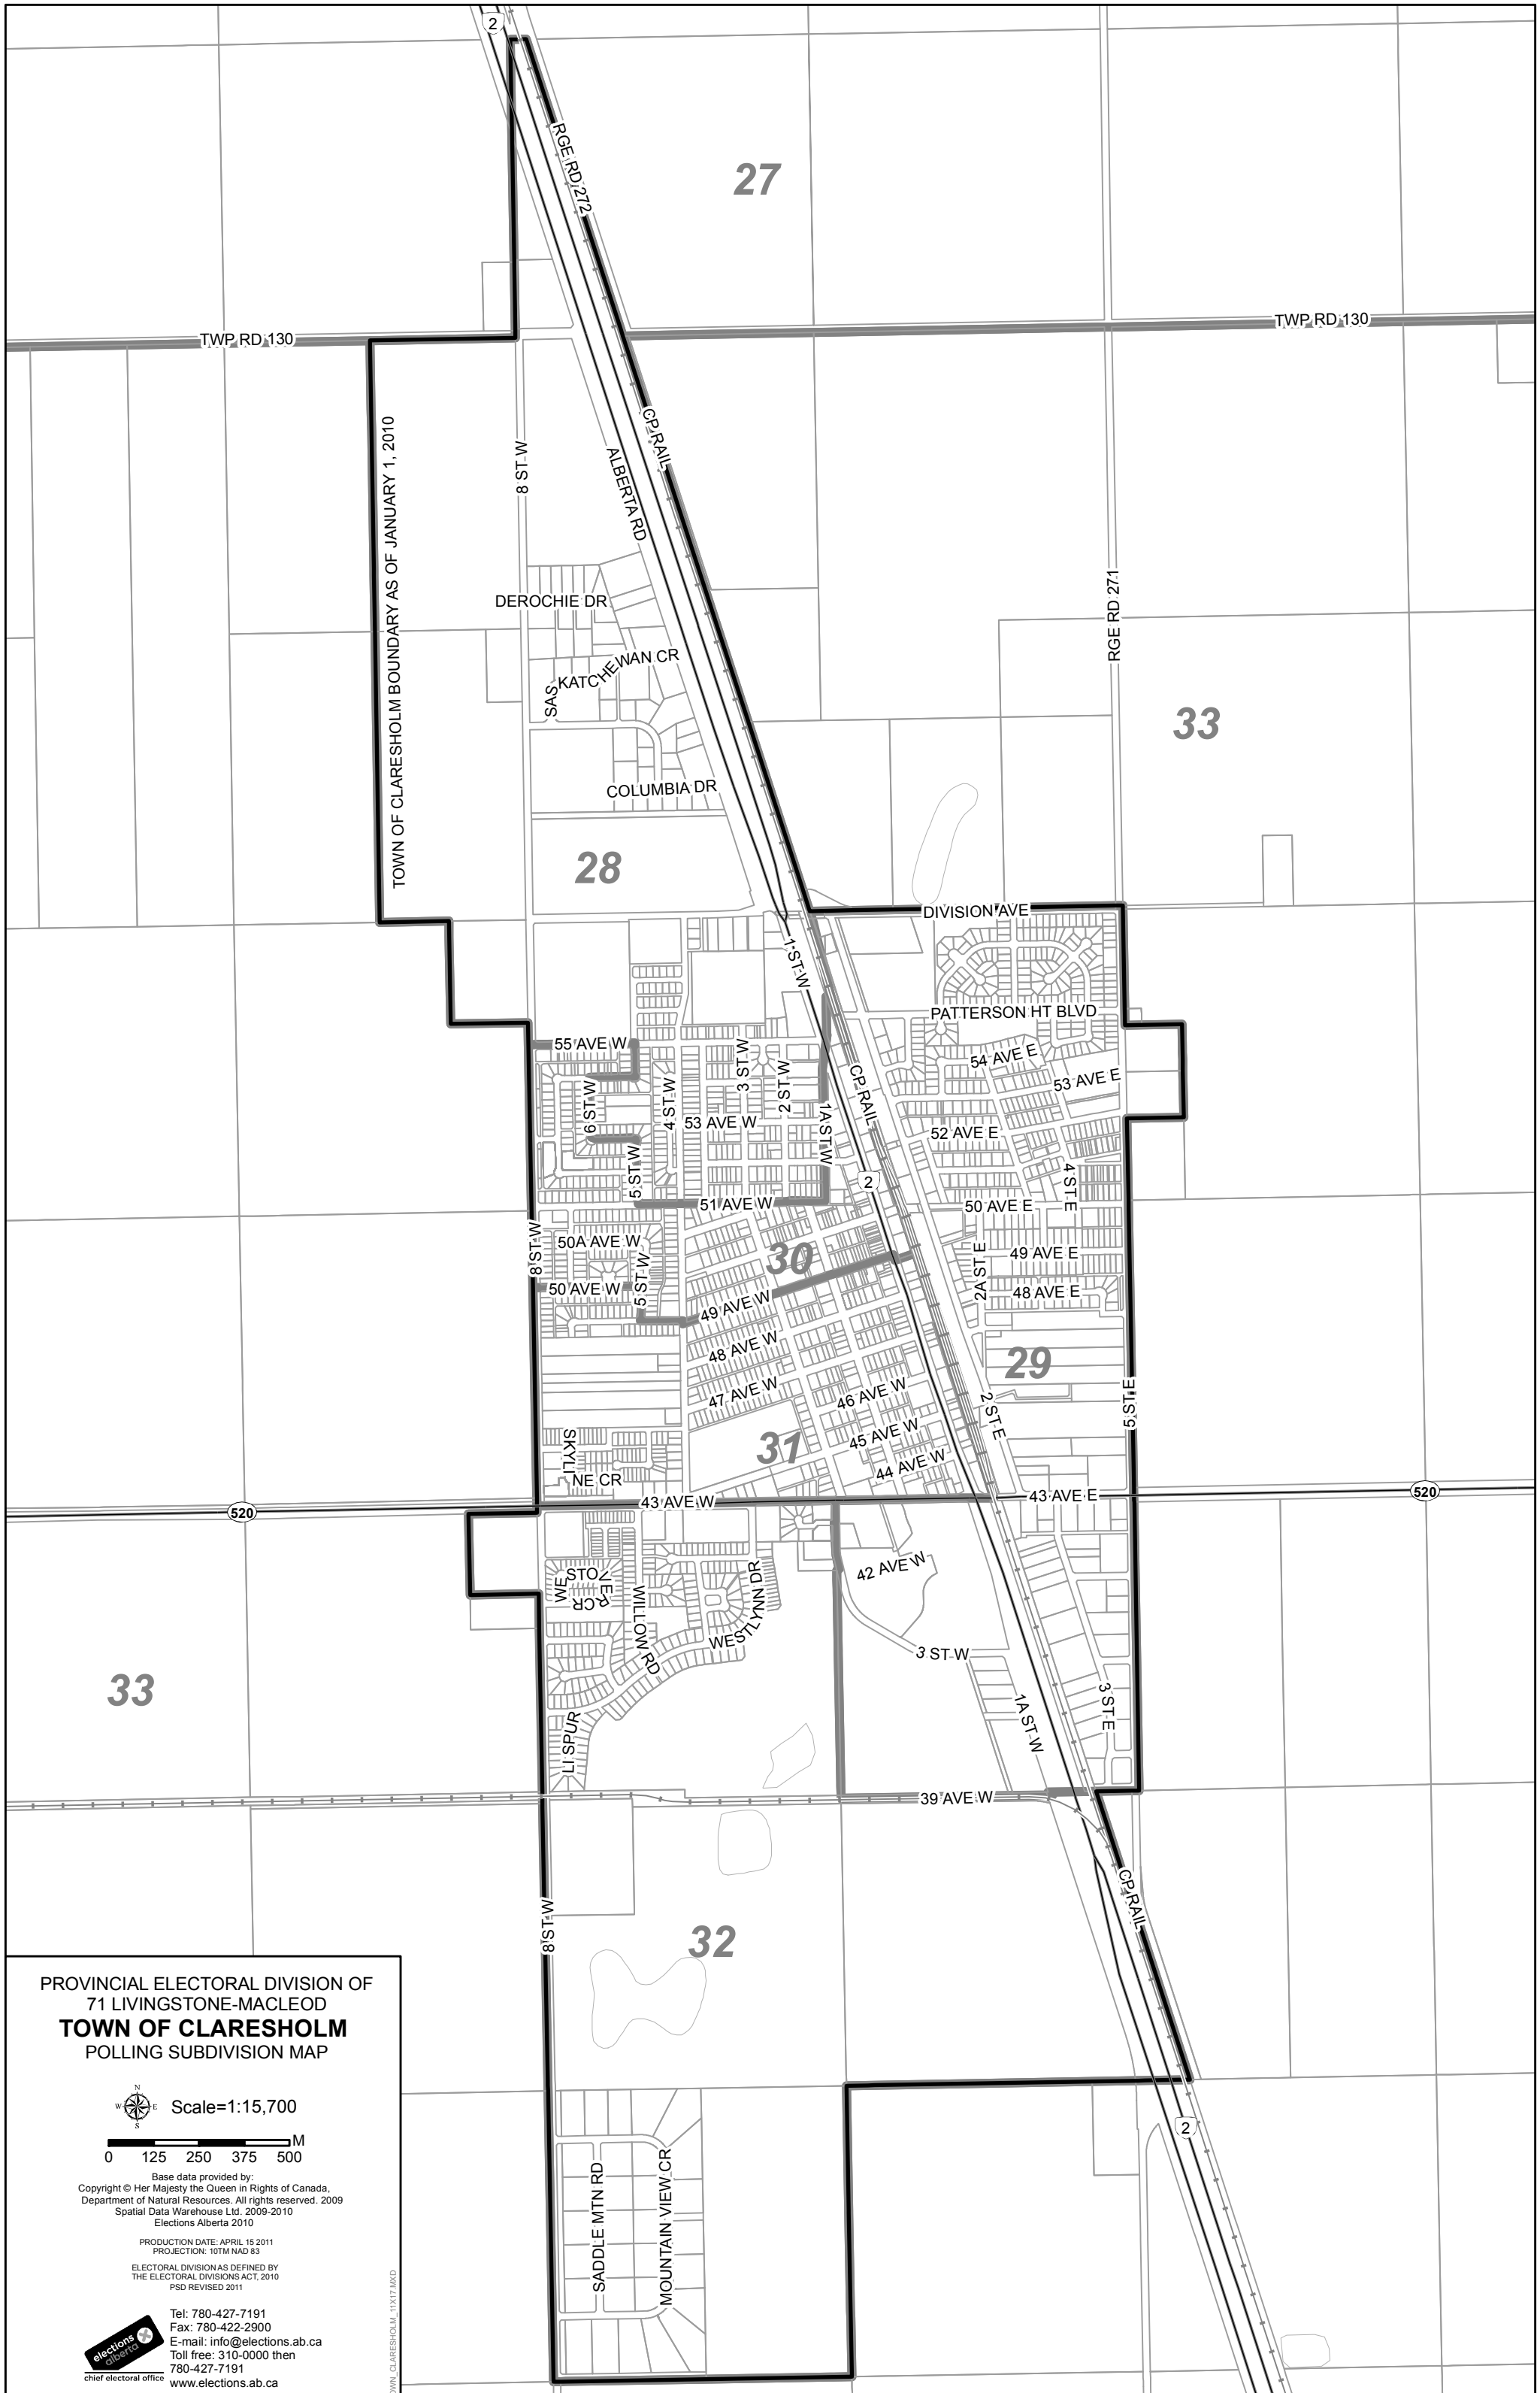 2
RGE RD 272
27
TWP RD 130
TWP RD 130
CP RAIL
TOWN OF CLARESHOLM BOUNDARY AS OF JANUARY 1, 2010
8 ST W
ALBERTA RD
DEROCHIE DR
RGE RD 271
SASKATCHEWAN CR
33
COLUMBIA DR
28
DIVISION AVE
1 ST W
PATTERSON HT BLVD
55 AVE W
3 ST W
54 AVE E
2 ST W
CP RAIL
53 AVE E
6 ST W
4 ST W
53 AVE W
1A ST W
52 AVE E
5 ST W
4 ST E
2
51 AVE W
50 AVE E
8 ST W
50A AVE W
30
49 AVE E
5 ST W
2A ST E
50 AVE W
48 AVE E
49 AVE W
48 AVE W
29
47 AVE W
46 AVE W
2 ST E
5 ST E
45 AVE W
31
44 AVE W
SKYLINE CR
43 AVE W
43 AVE E
520
520
42 AVE W
WESTOVER CR
WILLOW RD
WESTLYNN DR
3 ST W
33
1A ST W
3 ST E
LI SPUR
39 AVE W
CP RAIL
8 ST W
32
2
SADDLE MTN RD
MOUNTAIN VIEW CR
PROVINCIAL ELECTORAL DIVISION OF
71 LIVINGSTONE-MACLEOD
TOWN OF CLARESHOLM
POLLING SUBDIVISION MAP
N
W E
S
Scale=1:15,700
M
0 125 250 375 500
Base data provided by:
Copyright © Her Majesty the Queen in Rights of Canada,
Department of Natural Resources. All rights reserved. 2009
Spatial Data Warehouse Ltd. 2009-2010
Elections Alberta 2010
PRODUCTION DATE: APRIL 15 2011
PROJECTION: 10TM NAD 83
ELECTORAL DIVISION AS DEFINED BY
THE ELECTORAL DIVISIONS ACT, 2010
PSD REVISED 2011
elections
alberta
chief electoral office
Tel: 780-427-7191
Fax: 780-422-2900
E-mail: info@elections.ab.ca
Toll free: 310-0000 then
780-427-7191
www.elections.ab.ca